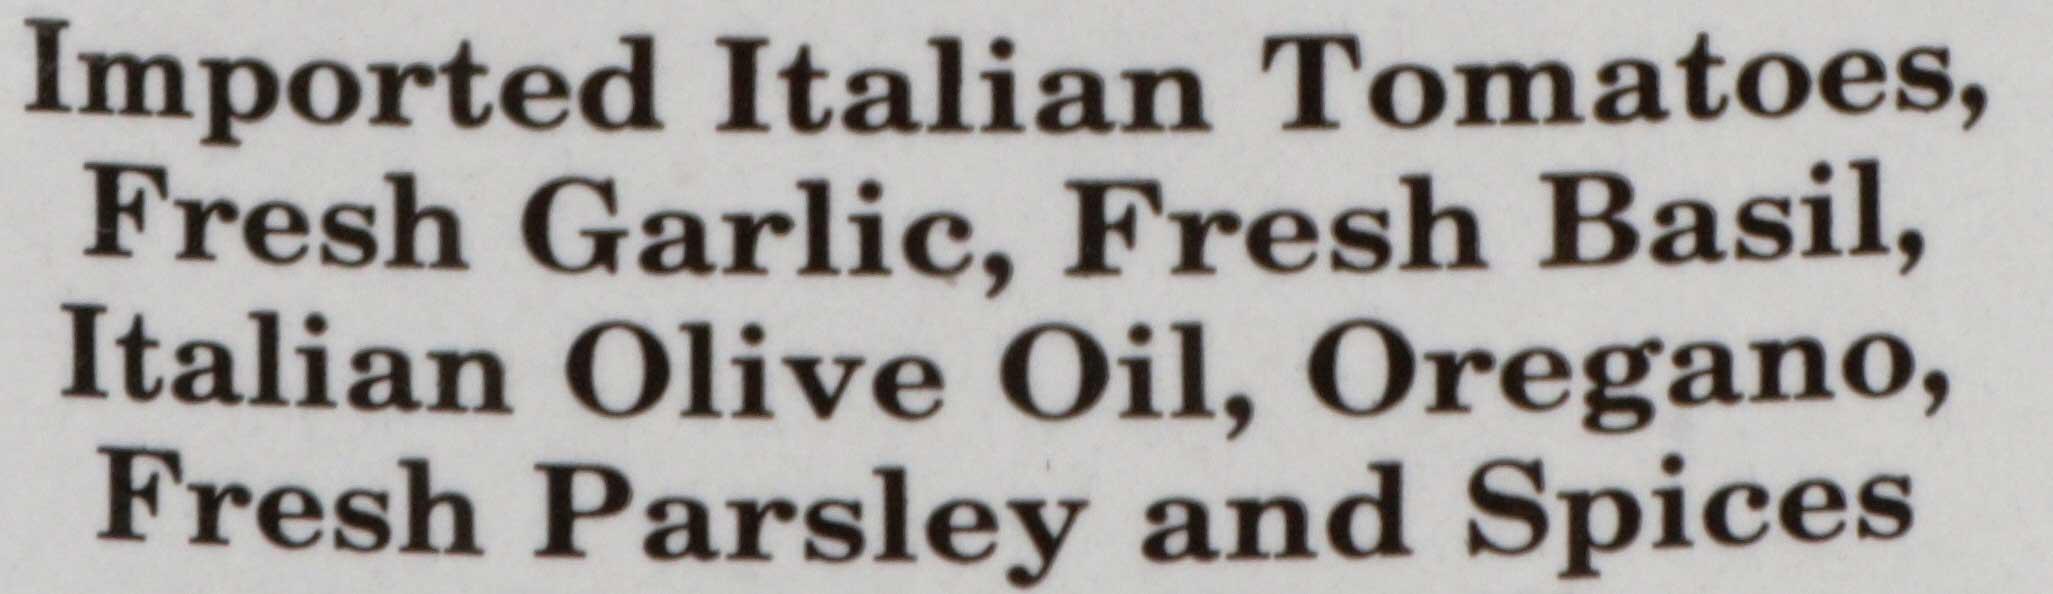 Imported Italian Tomatoes,
Fresh Garlic, Fresh Basil,
Italian Olive Oil, Oregano,
Fresh Parsley and Spices